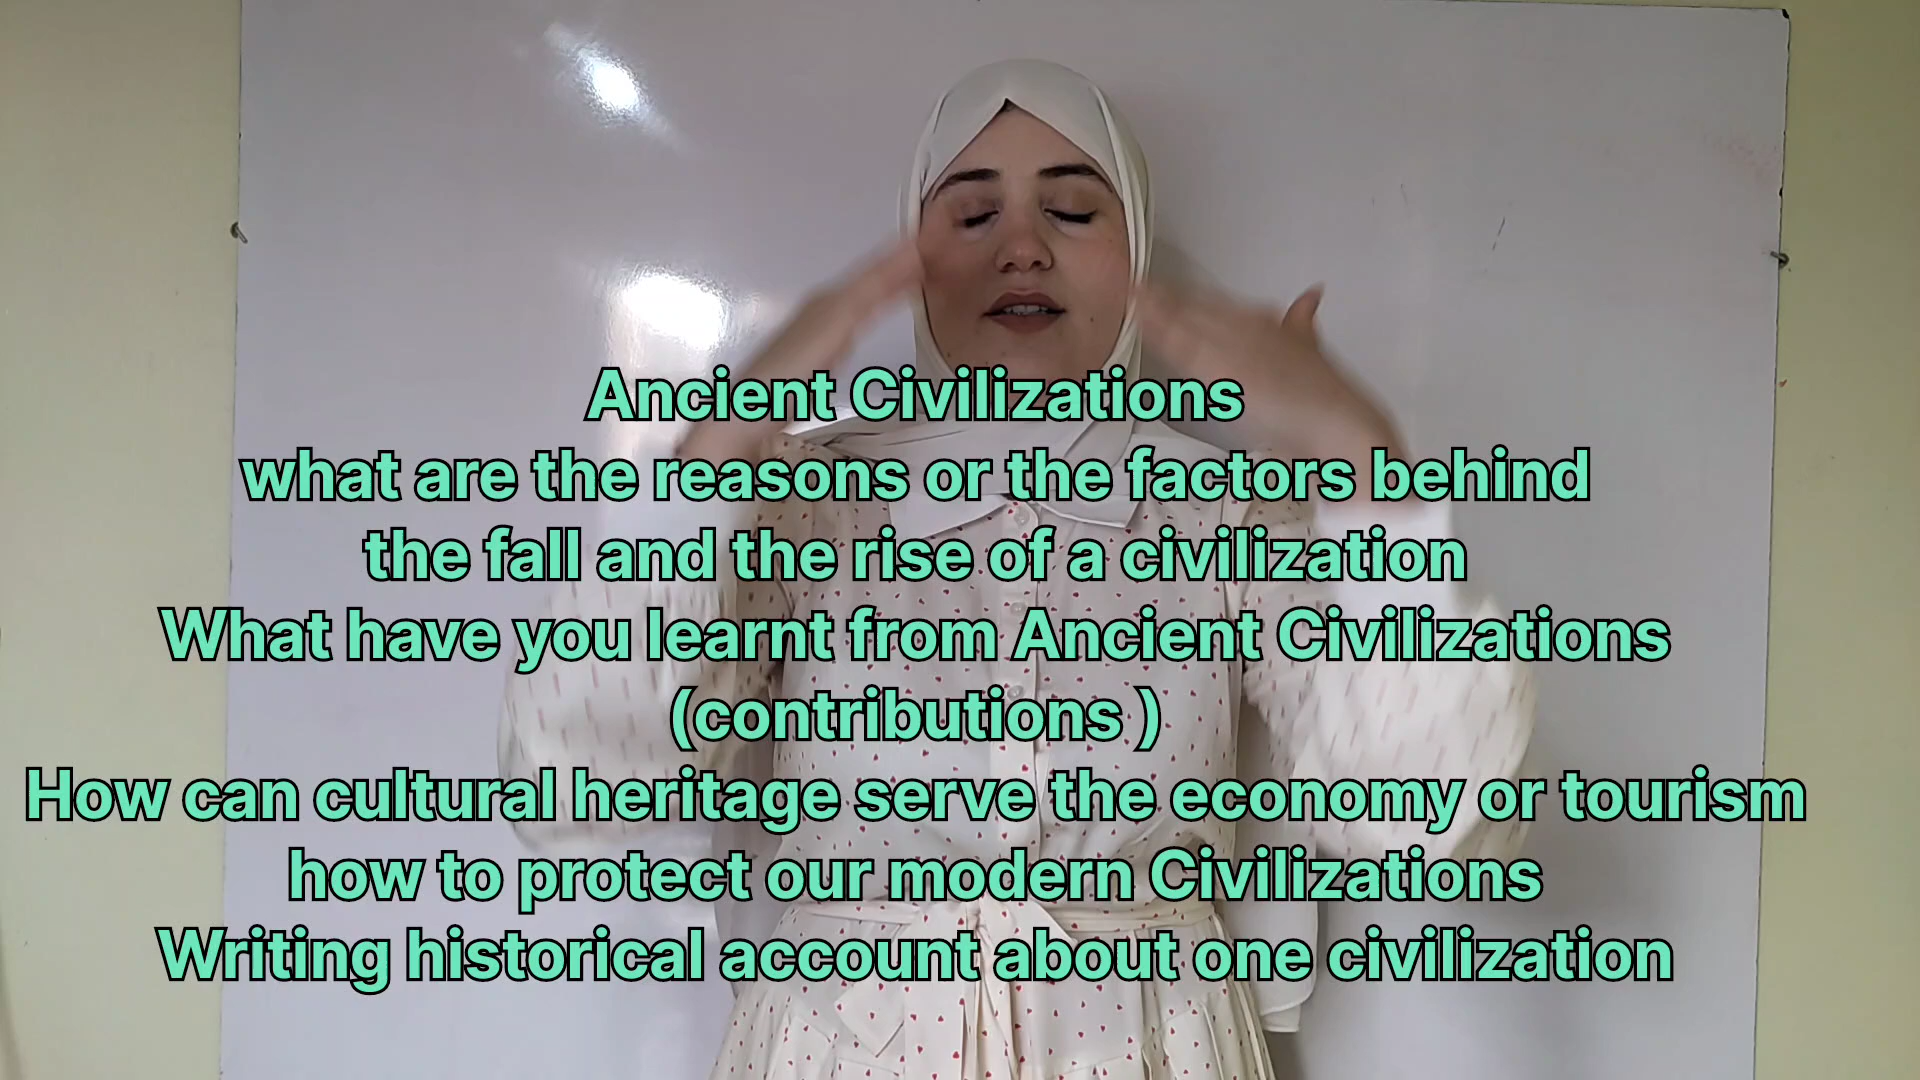 Ancient Civilizations
what are the reasons or the factors behind
the fall and the rise of a civilization
What have you learnt from Ancient Civilizations
(contributions )
How can cultural heritage serve the economy or tourism
how to protect our modern Civilizations
Writing historical account about one civilization